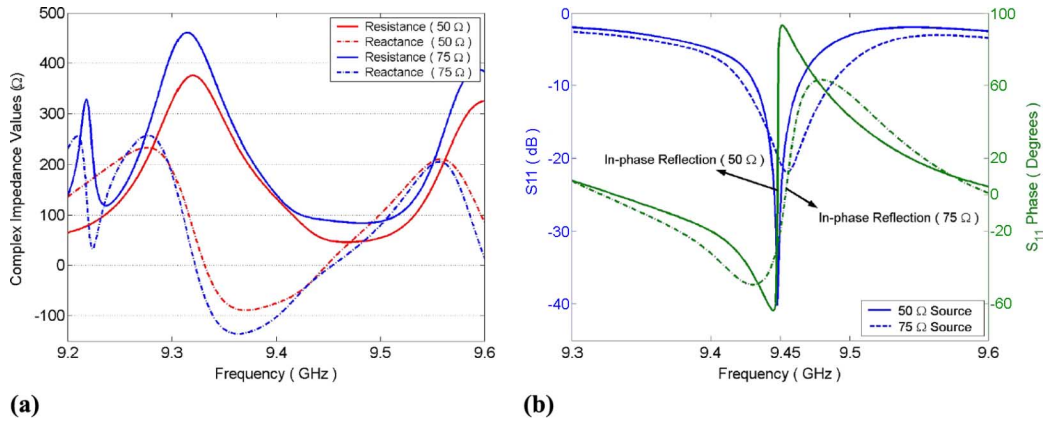 500
400
300
200
100
0
-100
9.2
9.3
9.4
9.5
9.6
Complex Impedance Values (Ω)
Frequency ( GHz )
Resistance ( 50 Ω )
Reactance ( 50 Ω )
Resistance ( 75 Ω )
Reactance ( 75 Ω )
(a)
0
-10
-20
-30
-40
S11 ( dB )
100
60
20
0
-20
-60
S11 Phase ( Degrees )
In-phase Reflection ( 50 Ω )
In-phase Reflection ( 75 Ω )
50 Ω Source
75 Ω Source
9.3
9.4
9.45
9.5
9.6
Frequency ( GHz )
(b)